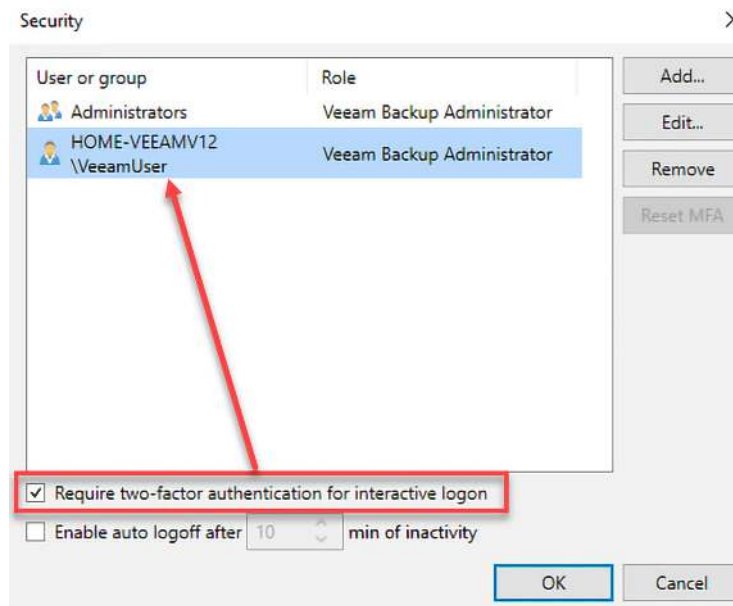 Security
User or group Role
Add...
Administrators Veeam Backup Administrator
Edit...
HOME-VEEAMV12
\VeeamUser Veeam Backup Administrator
Remove
Reset MFA
Require two-factor authentication for interactive logon
Enable auto logoff after 10 min of inactivity
OK Cancel